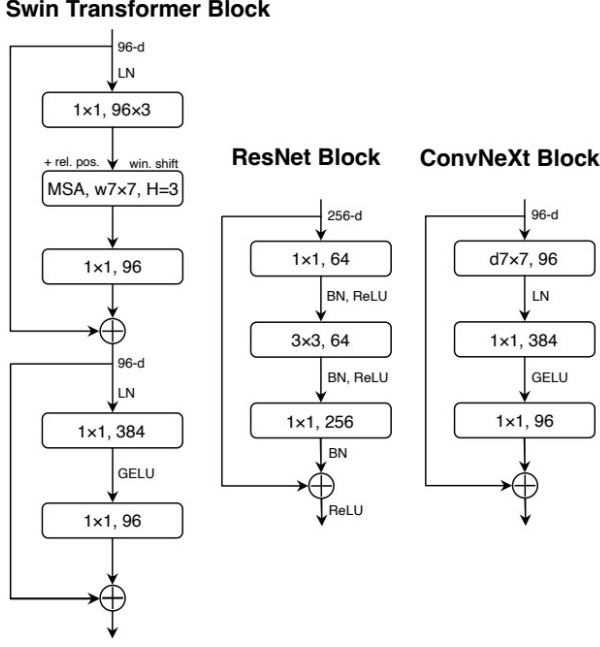 Swin Transformer Block
96-d
LN
1×1, 96×3
+ rel. pos. win. shift
MSA, w7×7, H=3
1×1, 96
96-d
LN
1×1, 384
GELU
1×1, 96
ResNet Block
256-d
1×1, 64
BN, ReLU
3×3, 64
BN, ReLU
1×1, 256
BN
ReLU
ConvNeXt Block
96-d
d7×7, 96
LN
1×1, 384
GELU
1×1, 96